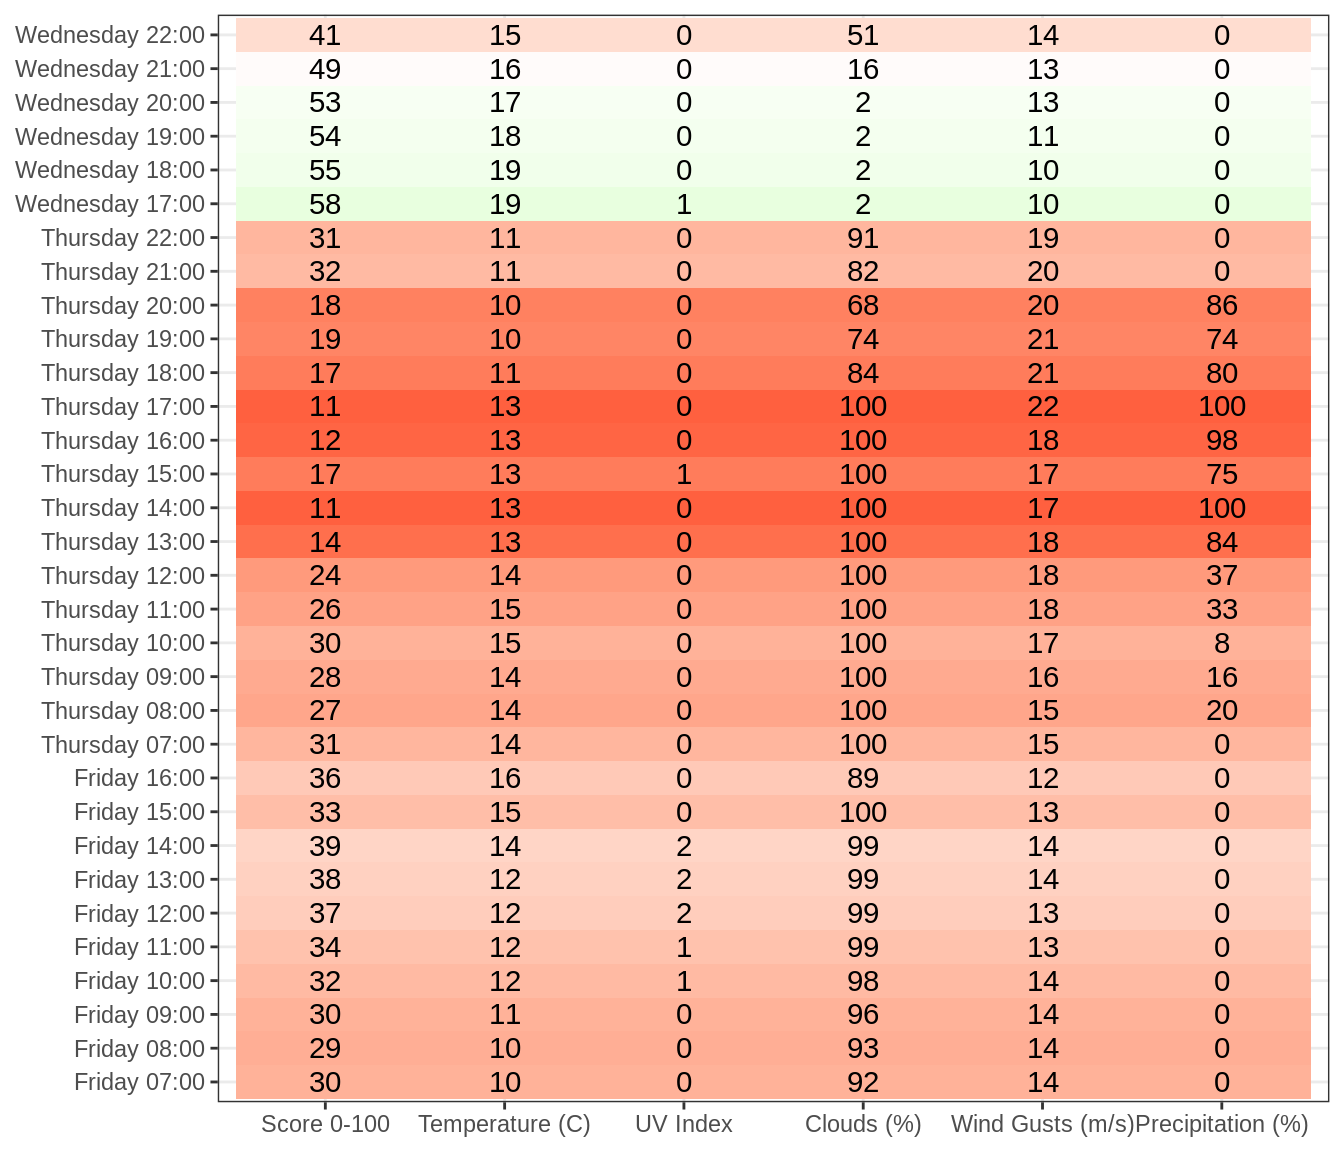 Wednesday 22:00 41 15 0 51 14 0
Wednesday 21:00 49 16 0 16 13 0
Wednesday 20:00 53 17 0 2 13 0
Wednesday 19:00 54 18 0 2 11 0
Wednesday 18:00 55 19 0 2 10 0
Wednesday 17:00 58 19 1 2 10 0
Thursday 22:00 31 11 0 91 19 0
Thursday 21:00 32 11 0 82 20 0
Thursday 20:00 18 10 0 68 20 86
Thursday 19:00 19 10 0 74 21 74
Thursday 18:00 17 11 0 84 21 80
Thursday 17:00 11 13 0 100 22 100
Thursday 16:00 12 13 0 100 18 98
Thursday 15:00 17 13 1 100 17 75
Thursday 14:00 11 13 0 100 17 100
Thursday 13:00 14 13 0 100 18 84
Thursday 12:00 24 14 0 100 18 37
Thursday 11:00 26 15 0 100 18 33
Thursday 10:00 30 15 0 100 17 8
Thursday 09:00 28 14 0 100 16 16
Thursday 08:00 27 14 0 100 15 20
Thursday 07:00 31 14 0 100 15 0
Friday 16:00 36 16 0 89 12 0
Friday 15:00 33 15 0 100 13 0
Friday 14:00 39 14 2 99 14 0
Friday 13:00 38 12 2 99 14 0
Friday 12:00 37 12 2 99 13 0
Friday 11:00 34 12 1 99 13 0
Friday 10:00 32 12 1 98 14 0
Friday 09:00 30 11 0 96 14 0
Friday 08:00 29 10 0 93 14 0
Friday 07:00 30 10 0 92 14 0
Score 0-100 Temperature (C) UV Index Clouds (%) Wind Gusts (m/s) Precipitation (%)